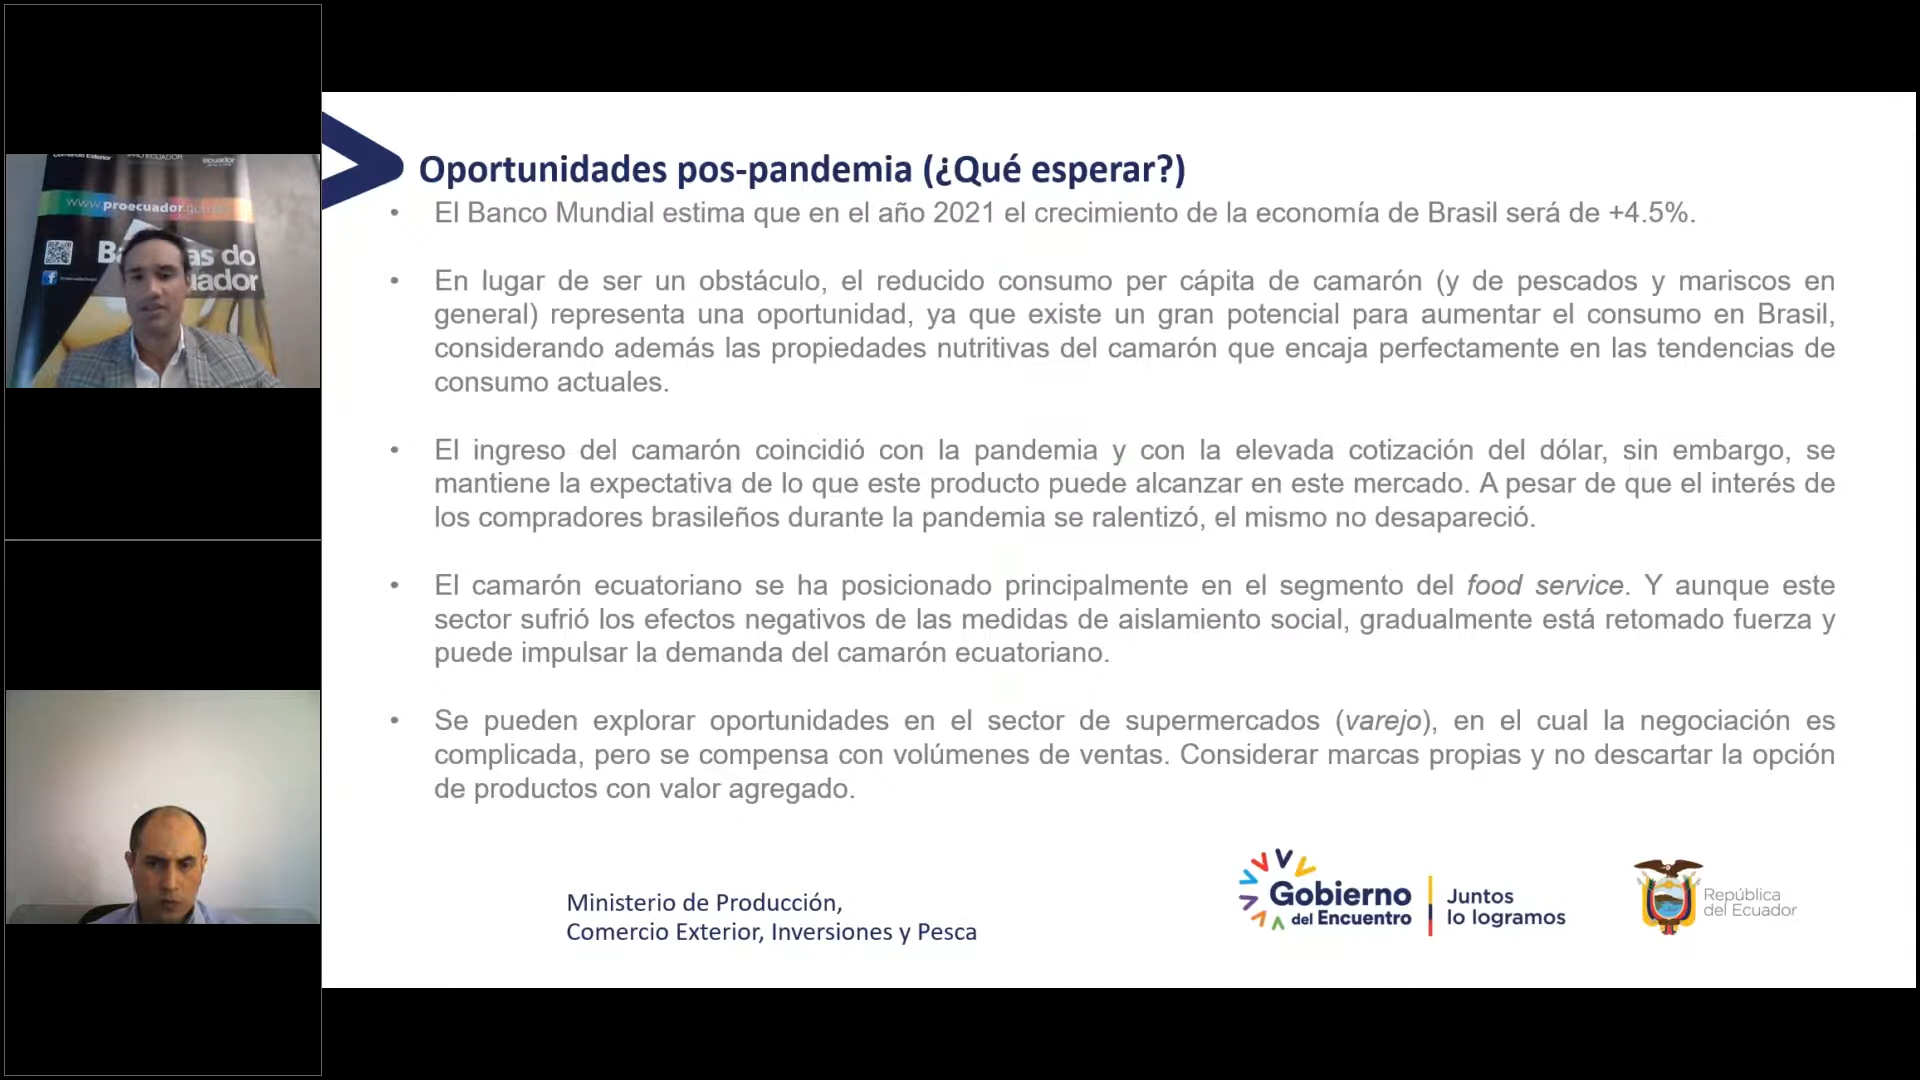 Comercio Exterior PRO ECUADOR ecuador
www.proecuador.go
as do
uador
Oportunidades pos-pandemia (¿Qué esperar?)
• El Banco Mundial estima que en el año 2021 el crecimiento de la economía de Brasil será de +4.5%.
• En lugar de ser un obstáculo, el reducido consumo per cápita de camarón (y de pescados y mariscos en
general) representa una oportunidad, ya que existe un gran potencial para aumentar el consumo en Brasil,
considerando además las propiedades nutritivas del camarón que encaja perfectamente en las tendencias de
consumo actuales.
• El ingreso del camarón coincidió con la pandemia y con la elevada cotización del dólar, sin embargo, se
mantiene la expectativa de lo que este producto puede alcanzar en este mercado. A pesar de que el interés de
los compradores brasileños durante la pandemia se ralentizó, el mismo no desapareció.
• El camarón ecuatoriano se ha posicionado principalmente en el segmento del food service. Y aunque este
sector sufrió los efectos negativos de las medidas de aislamiento social, gradualmente está retomado fuerza y
puede impulsar la demanda del camarón ecuatoriano.
• Se pueden explorar oportunidades en el sector de supermercados (varejo), en el cual la negociación es
complicada, pero se compensa con volúmenes de ventas. Considerar marcas propias y no descartar la opción
de productos con valor agregado.
Ministerio de Producción,
Comercio Exterior, Inversiones y Pesca
Gobierno
del Encuentro
Juntos
lo logramos
República
del Ecuador